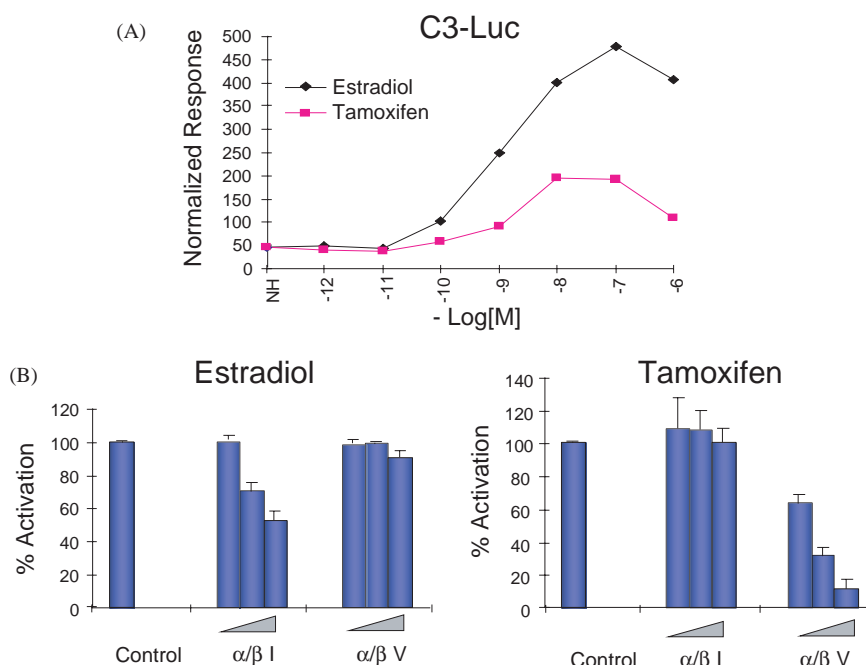 (A)
C3-Luc
Normalized Response
500
450
400
350
300
250
200
150
100
50
0
Estradiol
Tamoxifen
NH
-12
-11
-10
-9
-8
-7
-6
- Log[M]
(B)
Estradiol
% Activation
120
100
80
60
40
20
0
Control
α/β I
α/β V
Tamoxifen
% Activation
140
120
100
80
60
40
20
0
Control
α/β I
α/β V